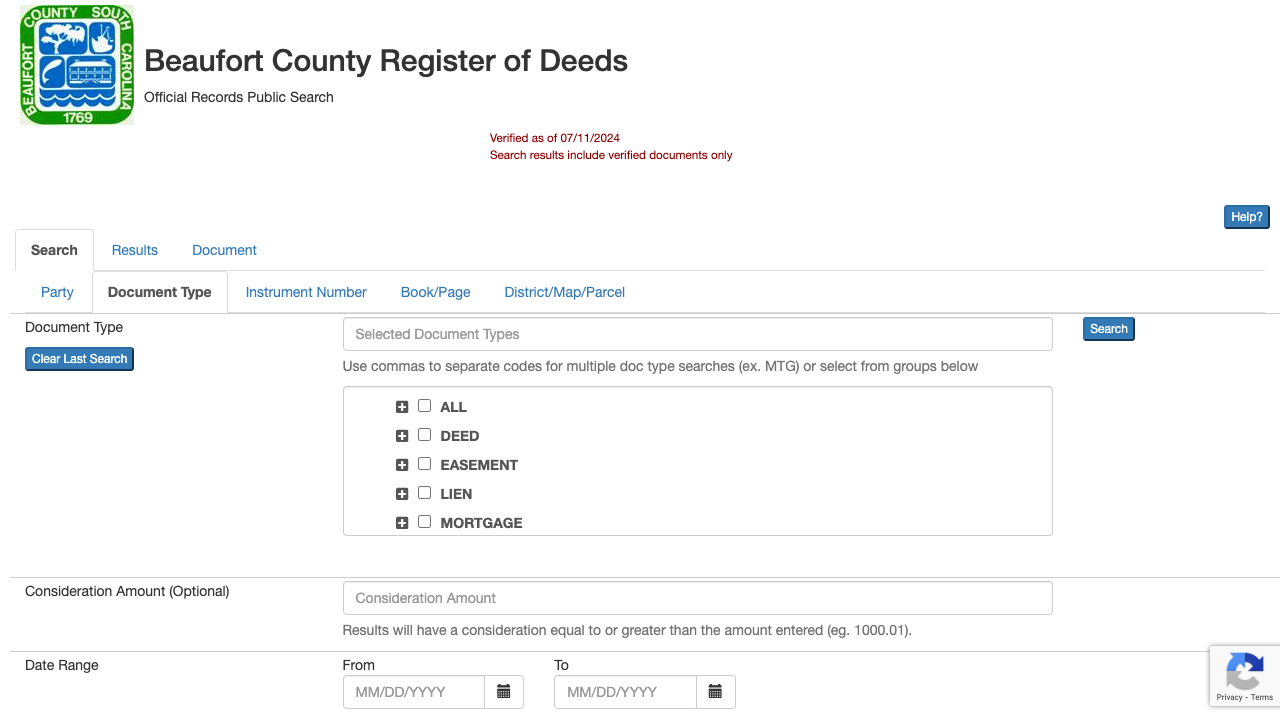 COUNTY SOUTH
BEAUFORT
CAROLINA
1769
Beaufort County Register of Deeds
Official Records Public Search
Verified as of 07/11/2024
Search results include verified documents only
Help?
Search Results Document
Party Document Type Instrument Number Book/Page District/Map/Parcel
Document Type
Selected Document Types
Search
Clear Last Search
Use commas to separate codes for multiple doc type searches (ex. MTG) or select from groups below
ALL
DEED
EASEMENT
LIEN
MORTGAGE
Consideration Amount (Optional)
Consideration Amount
Results will have a consideration equal to or greater than the amount entered (eg. 1000.01).
Date Range
From To
MM/DD/YYYY MM/DD/YYYY
Privacy - Terms